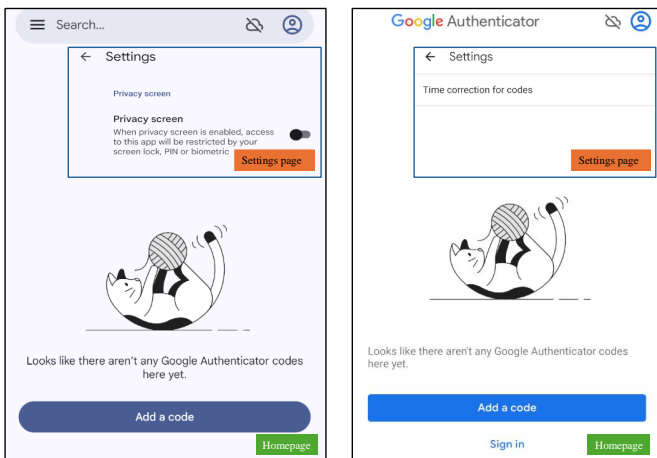 Search...
Settings
Privacy screen
Privacy screen
When privacy screen is enabled, access
to this app will be restricted by your
screen lock, PIN or biometric
Settings page
Looks like there aren't any Google Authenticator codes
here yet.
Add a code
Homepage
Google Authenticator
Settings
Time correction for codes
Settings page
Looks like there aren't any Google Authenticator codes
here yet.
Add a code
Sign in
Homepage